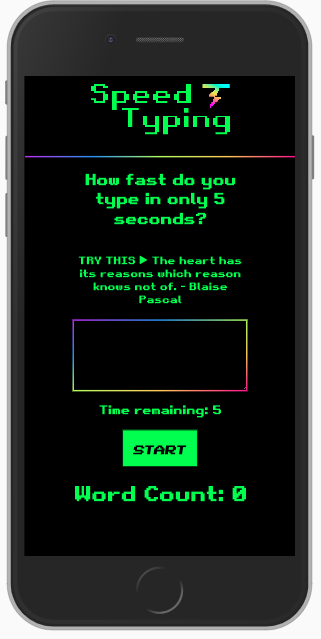 Speed
Typing
How fast do you
type in only 5
seconds?
TRY THIS ▶ The heart has
its reasons which reason
knows not of. - Blaise
Pascal
Time remaining: 5
START
Word Count: 0